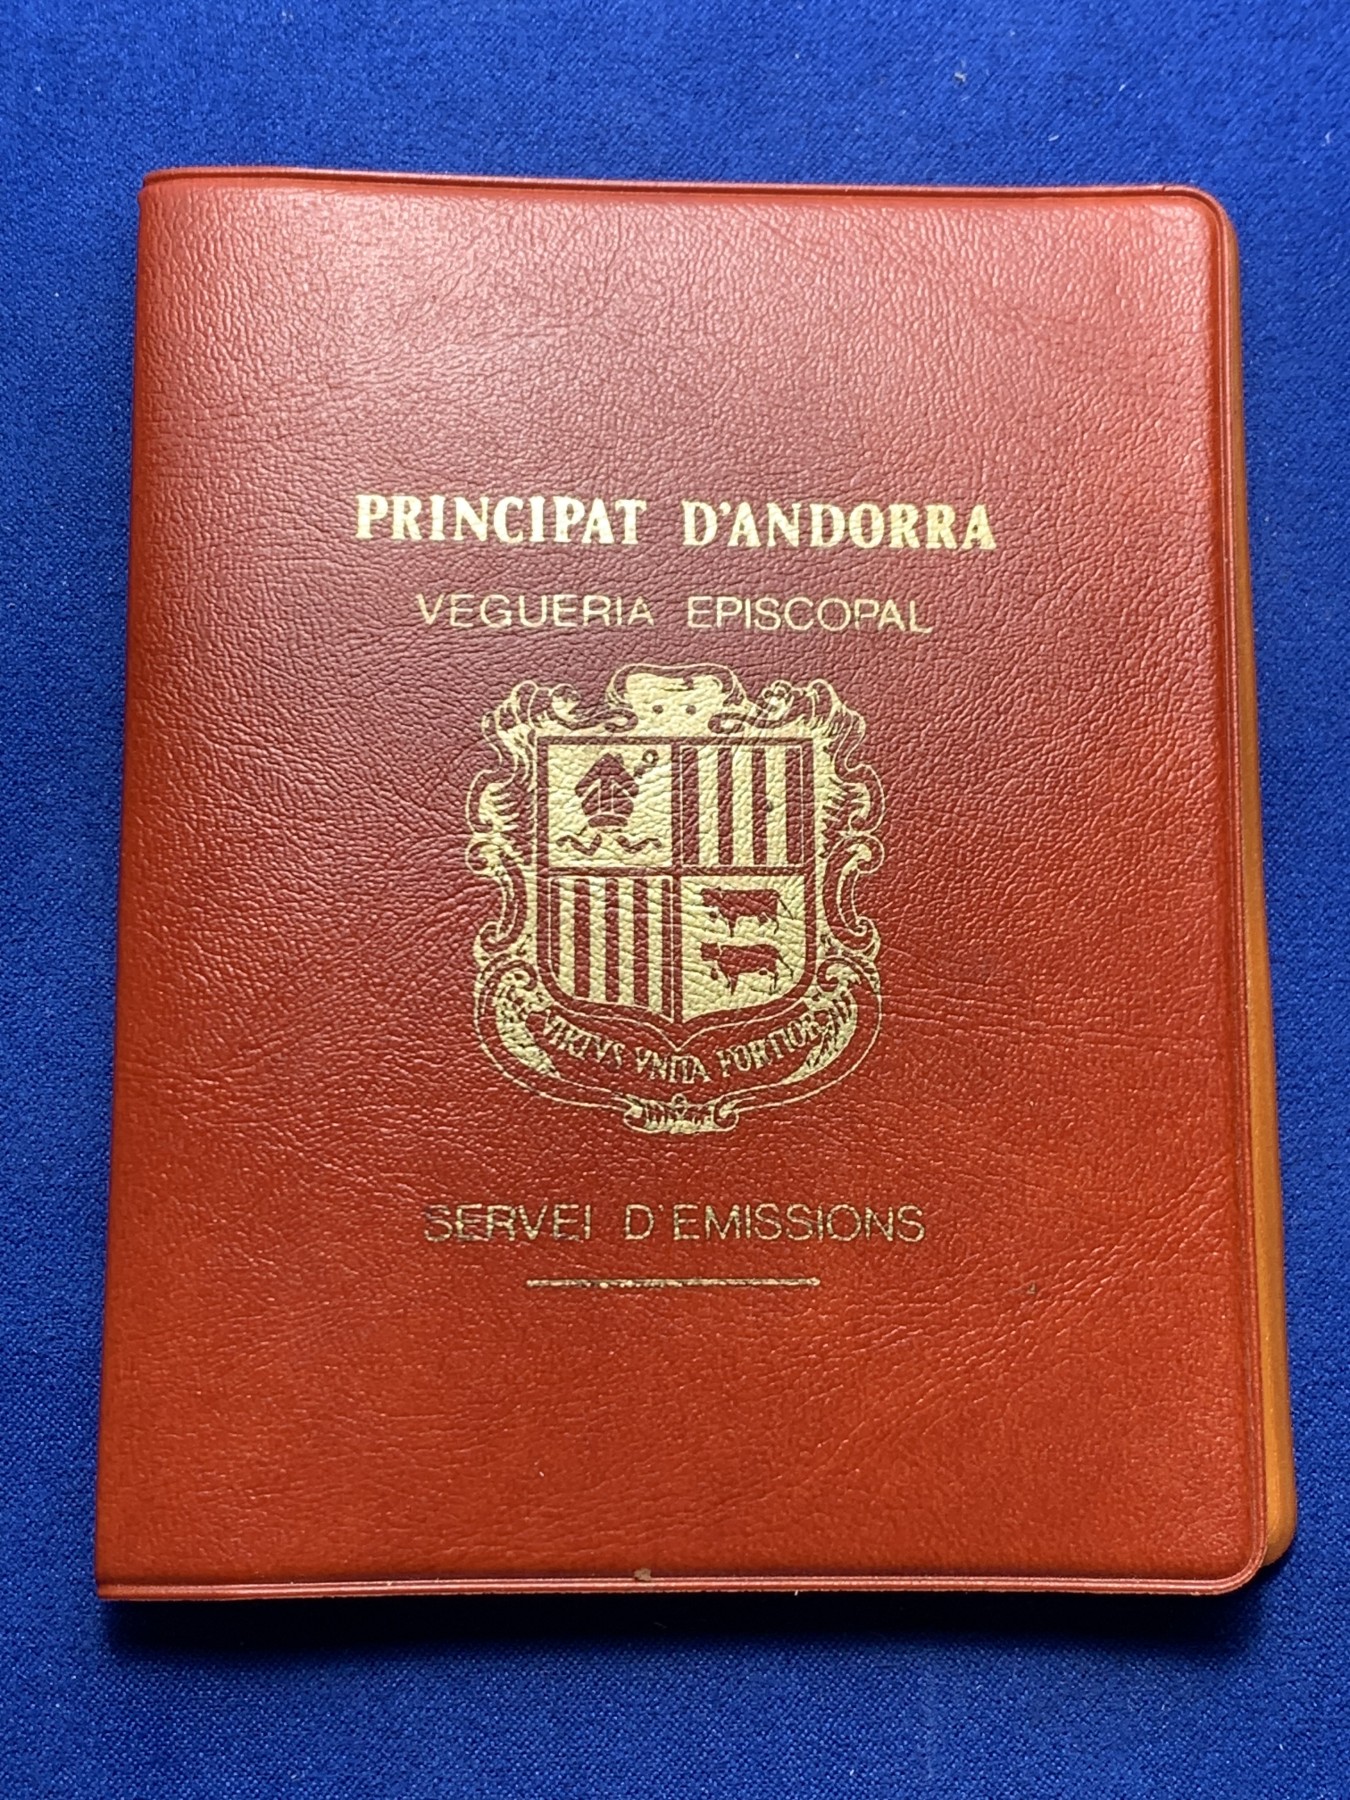 PRINCIPAT D'ANDORRA
VEGUERIA EPISCOPAL
VIRTVS VNITA FORTIOR
SERVEI D'EMISSIONS